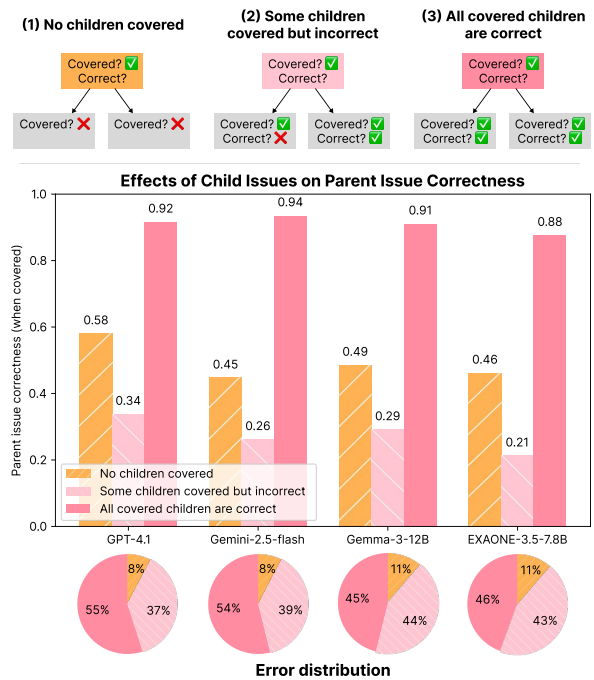 (1) No children covered
(2) Some children
covered but incorrect
(3) All covered children
are correct
Covered? ✅
Correct?
Covered? ✅
Correct?
Covered? ✅
Correct?
Covered? ❌
Covered? ❌
Covered? ✅
Correct? ❌
Covered? ✅
Correct? ✅
Covered? ✅
Correct? ✅
Covered? ✅
Correct? ✅
Effects of Child Issues on Parent Issue Correctness
Parent issue correctness (when covered)
1.0
0.8
0.6
0.4
0.2
0.0
0.58
0.34
0.92
0.45
0.26
0.94
0.49
0.29
0.91
0.46
0.21
0.88
No children covered
Some children covered but incorrect
All covered children are correct
GPT-4.1
Gemini-2.5-flash
Gemma-3-12B
EXAONE-3.5-7.8B
8%
55%
37%
8%
54%
39%
11%
45%
44%
11%
46%
43%
Error distribution